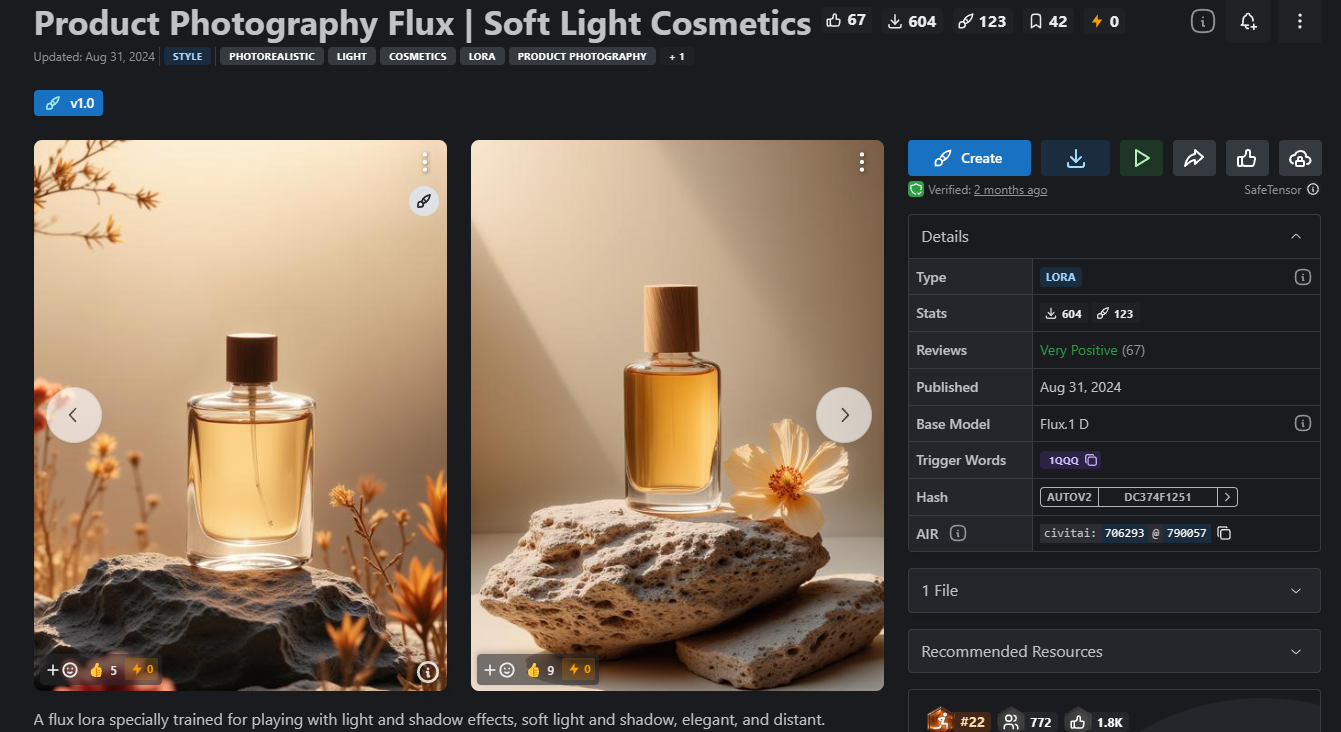 Product Photography Flux | Soft Light Cosmetics 67 604 123 42 0
Updated: Aug 31, 2024 STYLE PHOTOREALISTIC LIGHT COSMETICS LORA PRODUCT PHOTOGRAPHY + 1
v1.0
Create
Verified: 2 months ago SafeTensor
Details
Type LORA
Stats 604 123
Reviews Very Positive (67)
Published Aug 31, 2024
Base Model Flux.1 D
Trigger Words 1QQQ
Hash AUTOV2 DC374F1251
AIR civitai: 706293 @ 790057
1 File
Recommended Resources
#22 772 1.8K
5 0
9 0
A flux lora specially trained for playing with light and shadow effects, soft light and shadow, elegant, and distant.